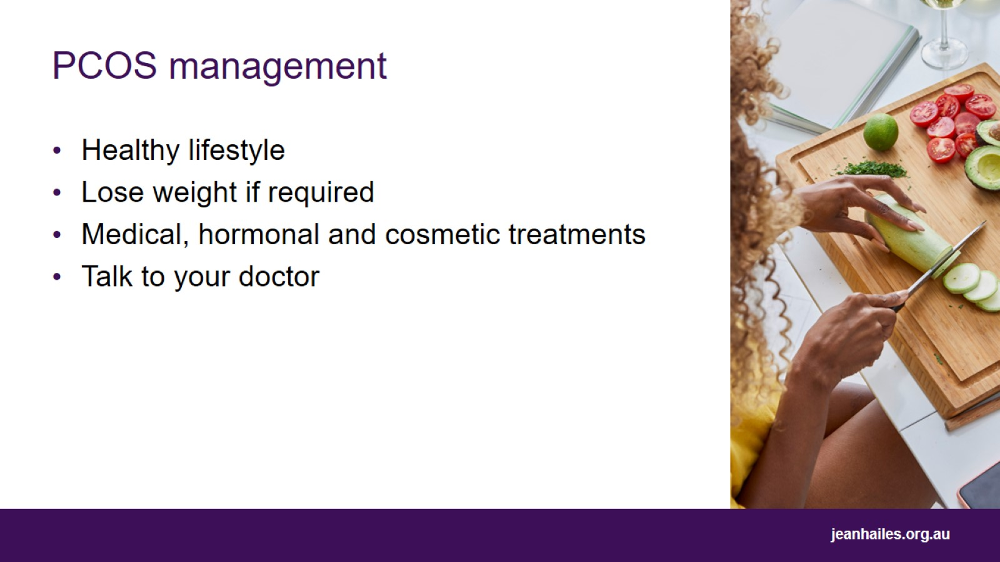 PCOS management
• Healthy lifestyle
• Lose weight if required
• Medical, hormonal and cosmetic treatments
• Talk to your doctor
jeanhailes.org.au